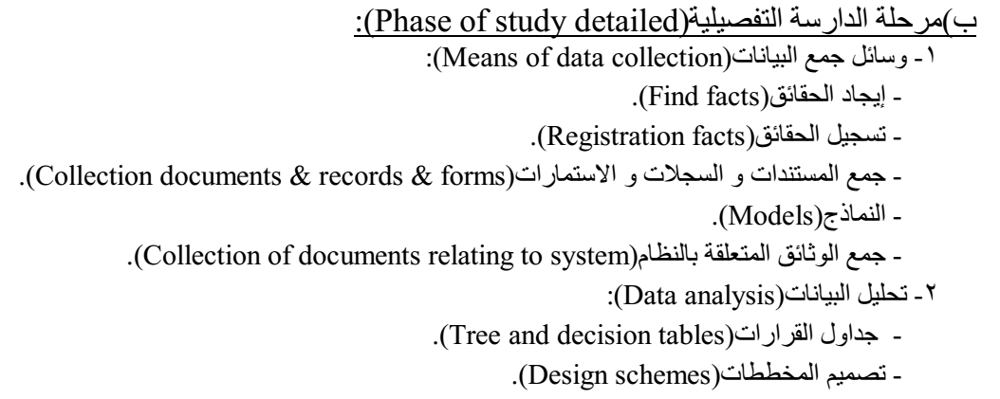 ب)مرحلة الدارسة التفصيلية(Phase of study detailed):
١- وسائل جمع البيانات(Means of data collection):
- إيجاد الحقائق(Find facts).
- تسجيل الحقائق(Registration facts).
- جمع المستندات و السجلات و الاستمارات(Collection documents & records & forms).
- النماذج(Models).
- جمع الوثائق المتعلقة بالنظام(Collection of documents relating to system).
٢- تحليل البيانات(Data analysis):
- جداول القرارات(Tree and decision tables).
- تصميم المخططات(Design schemes).